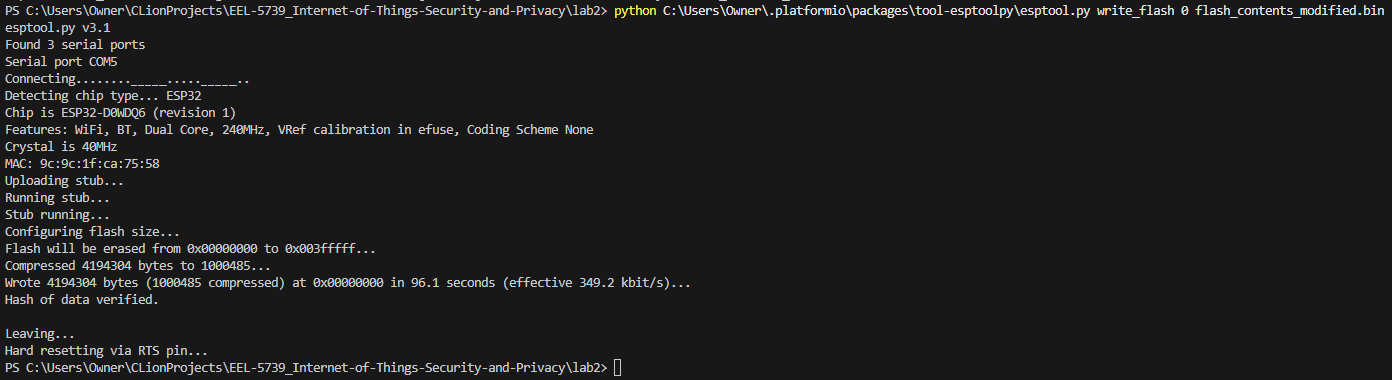 PS C:\Users\Owner\CLionProjects\EEL-5739_Internet-of-Things-Security-and-Privacy\lab2> python C:\Users\Owner\.platformio\packages\tool-esptoolpy\esptool.py write_flash 0 flash_contents_modified.bin
esptool.py v3.1
Found 3 serial ports
Serial port COM5
Connecting........_____....._____..
Detecting chip type... ESP32
Chip is ESP32-D0WDQ6 (revision 1)
Features: WiFi, BT, Dual Core, 240MHz, VRef calibration in efuse, Coding Scheme None
Crystal is 40MHz
MAC: 9c:9c:1f:ca:75:58
Uploading stub...
Running stub...
Stub running...
Configuring flash size...
Flash will be erased from 0x00000000 to 0x003fffff...
Compressed 4194304 bytes to 1000485...
Wrote 4194304 bytes (1000485 compressed) at 0x00000000 in 96.1 seconds (effective 349.2 kbit/s)...
Hash of data verified.

Leaving...
Hard resetting via RTS pin...
PS C:\Users\Owner\CLionProjects\EEL-5739_Internet-of-Things-Security-and-Privacy\lab2>